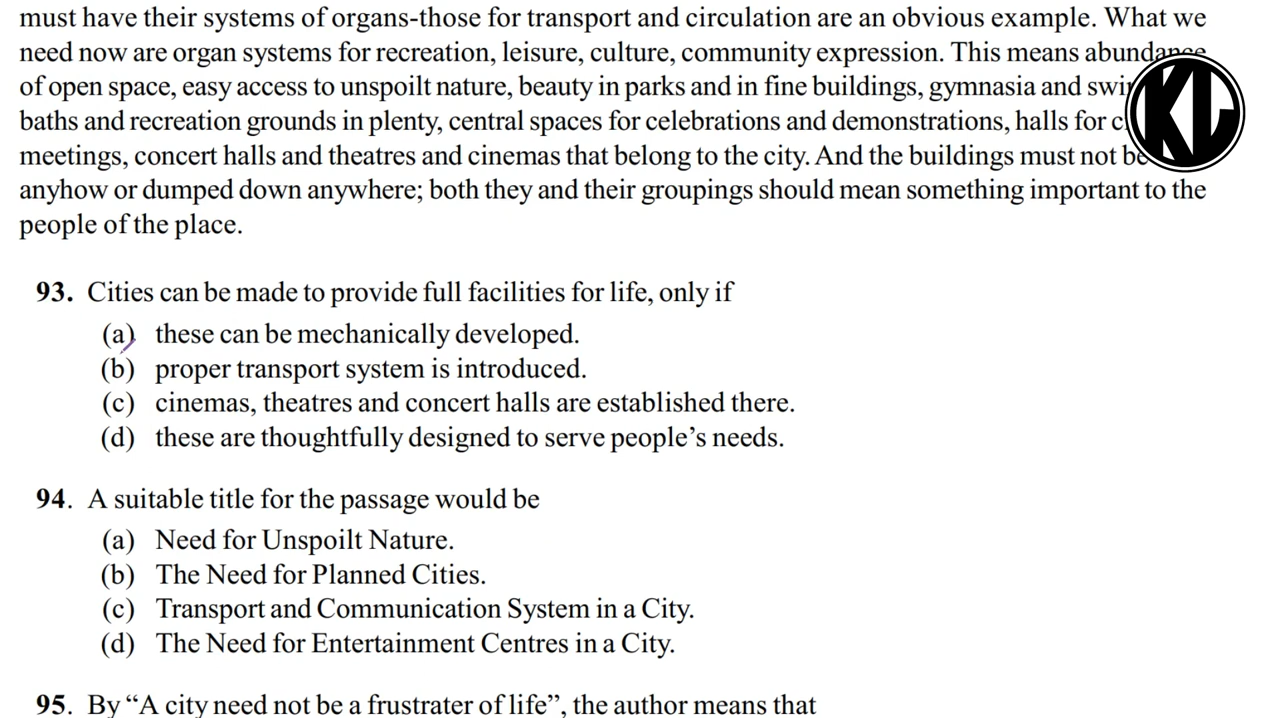 must have their systems of organs-those for transport and circulation are an obvious example. What we
need now are organ systems for recreation, leisure, culture, community expression. This means abundance
of open space, easy access to unspoilt nature, beauty in parks and in fine buildings, gymnasia and
baths and recreation grounds in plenty, central spaces for celebrations and demonstrations, halls for
meetings, concert halls and theatres and cinemas that belong to the city. And the buildings must not be
anyhow or dumped down anywhere; both they and their groupings should mean something important to the
people of the place.
KL
93. Cities can be made to provide full facilities for life, only if
(a) these can be mechanically developed.
(b) proper transport system is introduced.
(c) cinemas, theatres and concert halls are established there.
(d) these are thoughtfully designed to serve people's needs.
94. A suitable title for the passage would be
(a) Need for Unspoilt Nature.
(b) The Need for Planned Cities.
(c) Transport and Communication System in a City.
(d) The Need for Entertainment Centres in a City.
95. By “A city need not be a frustrater of life”, the author means that